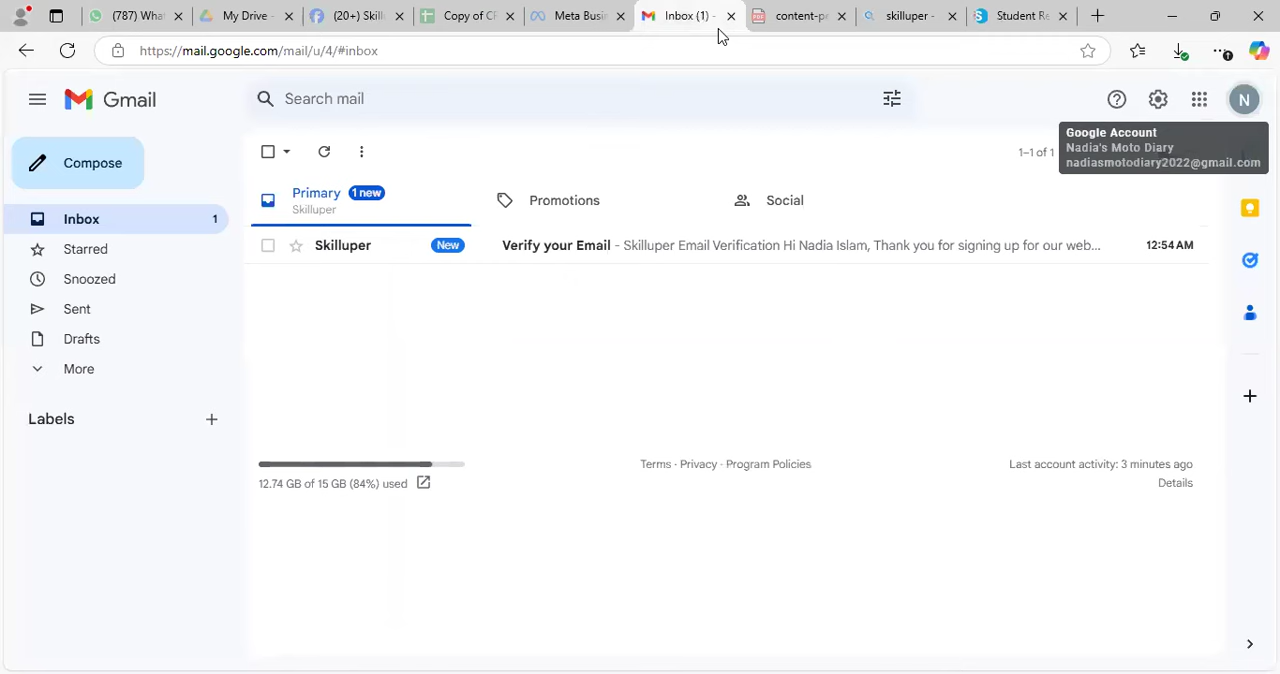 (787) What
My Drive -
(20+) Skill
Copy of CF
Meta Busi
Inbox (1) -
content-p
skilluper -
Student Re
https://mail.google.com/mail/u/4/#inbox
Gmail
Search mail
N
Google Account
Nadia's Moto Diary
nadiasmotodiary2022@gmail.com
Compose
1–1 of 1
Primary 1 new
Skilluper
Promotions
Social
Inbox 1
Skilluper New Verify your Email - Skilluper Email Verification Hi Nadia Islam, Thank you for signing up for our web... 12:54 AM
Starred
Snoozed
Sent
Drafts
More
Labels
12.74 GB of 15 GB (84%) used
Terms · Privacy · Program Policies
Last account activity: 3 minutes ago
Details